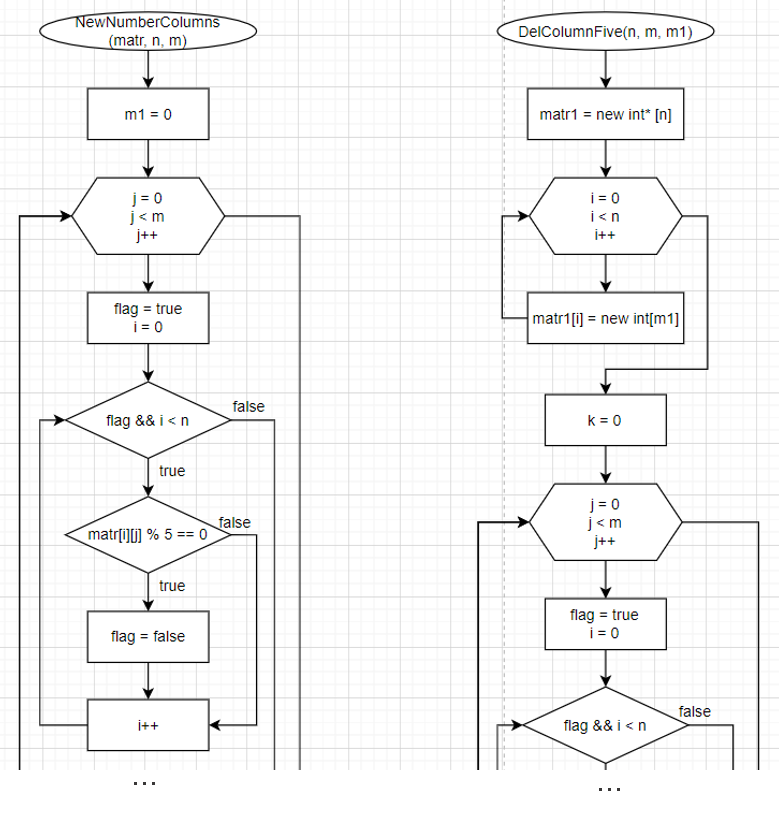 NewNumberColumns
(matr, n, m)
m1 = 0
j = 0
j < m
j++
flag = true
i = 0
flag && i < n
false
true
matr[i][j] % 5 == 0
false
true
flag = false
i++
...
DelColumnFive(n, m, m1)
matr1 = new int* [n]
i = 0
i < n
i++
matr1[i] = new int[m1]
k = 0
j = 0
j < m
j++
flag = true
i = 0
flag && i < n
false
...